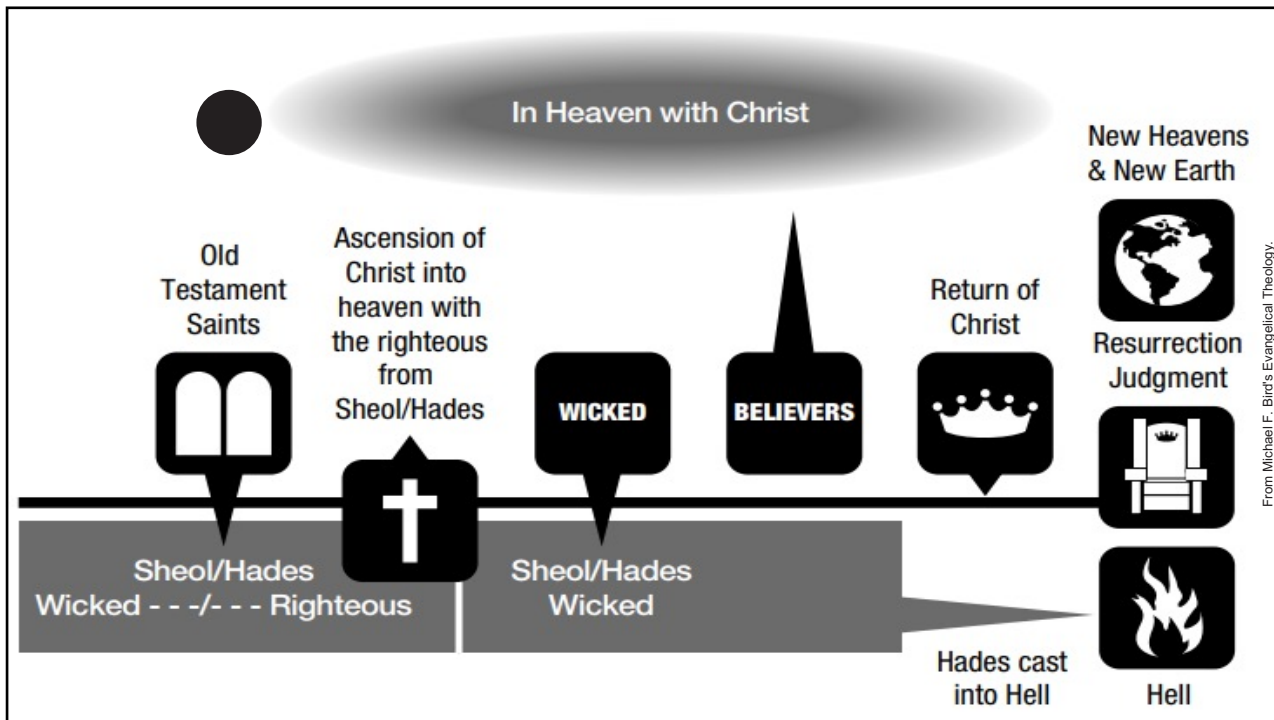 In Heaven with Christ
New Heavens
& New Earth
Old
Testament
Saints
Ascension of
Christ into
heaven with
the righteous
from
Sheol/Hades
WICKED
BELIEVERS
Return of
Christ
Resurrection
Judgment
Sheol/Hades
Wicked - - -/- - - Righteous
Sheol/Hades
Wicked
Hades cast
into Hell
Hell
From Michael F. Bird's Evangelical Theology.